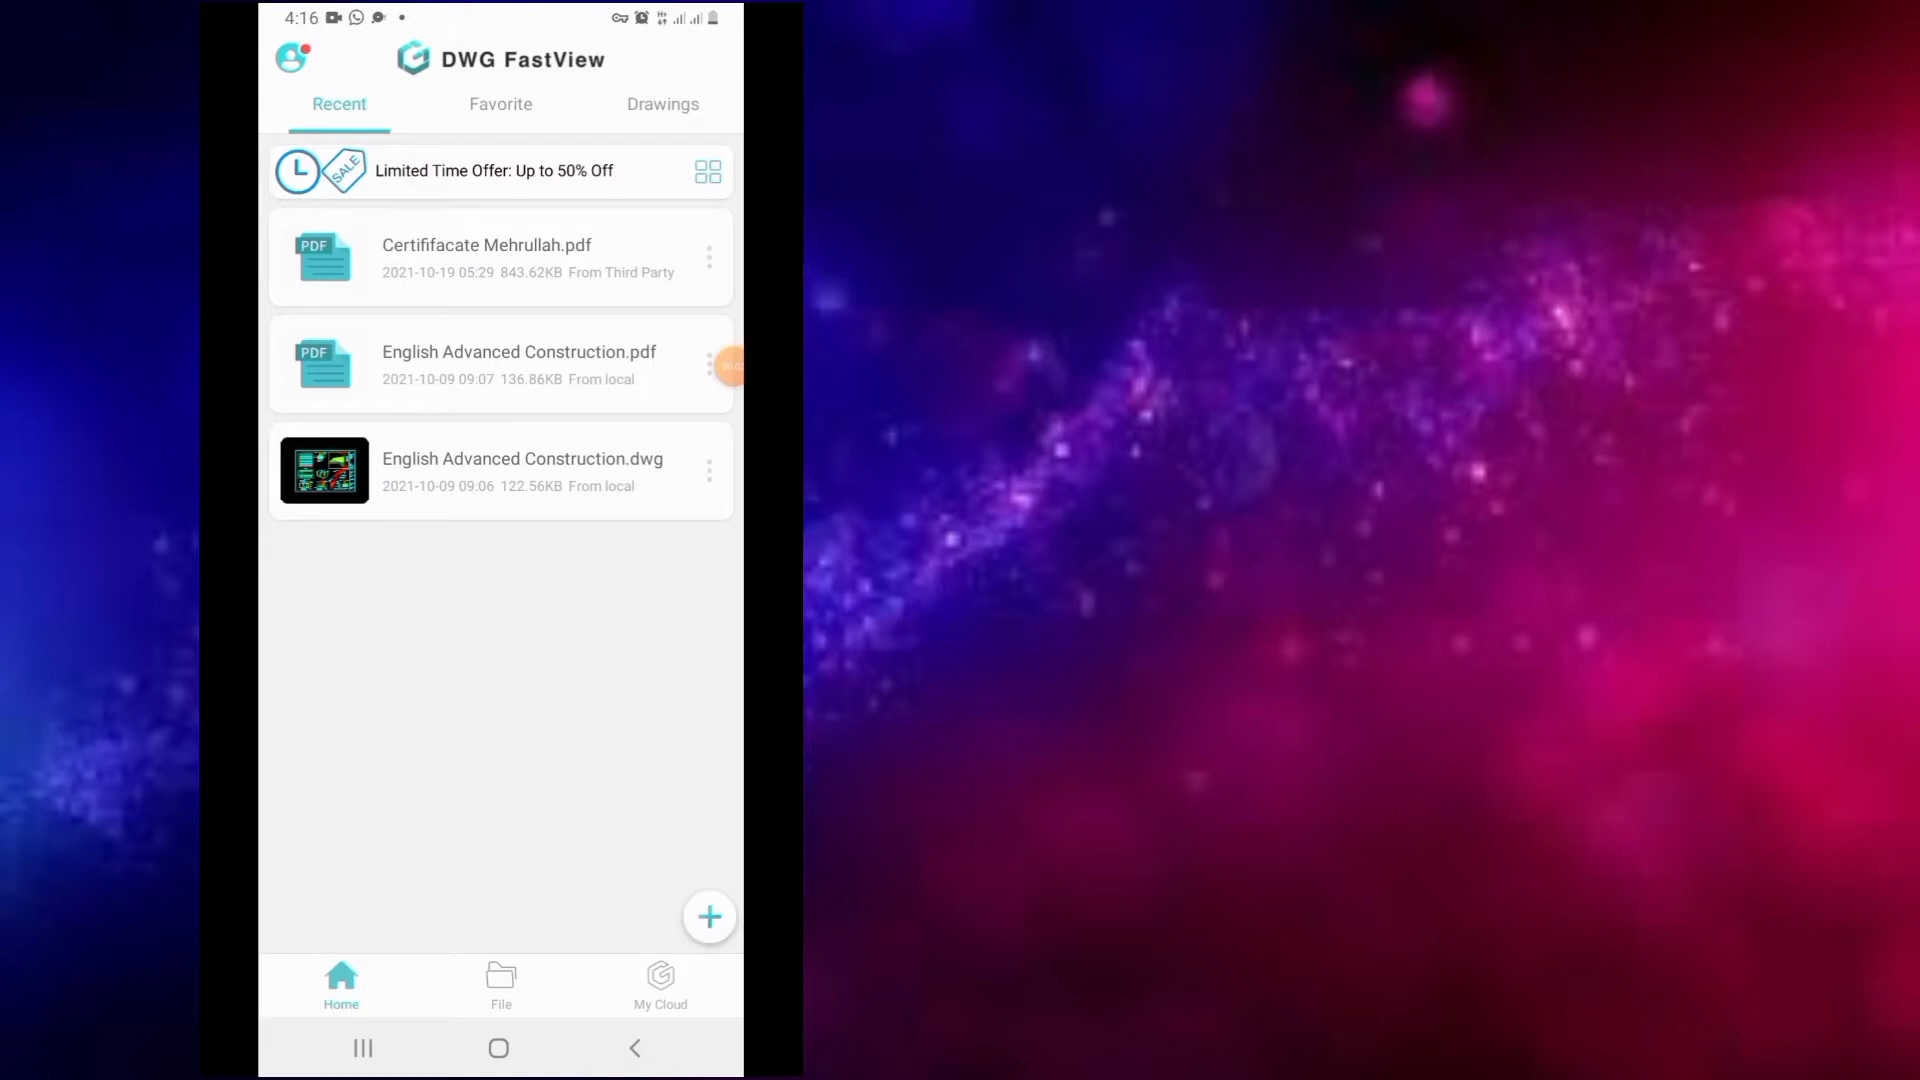 4:16
DWG FastView
Recent
Favorite
Drawings
SALE
Limited Time Offer: Up to 50% Off
PDF
Certififacate Mehrullah.pdf
2021-10-19 05:29 843.62KB From Third Party
PDF
English Advanced Construction.pdf
2021-10-09 09:07 136.86KB From local
English Advanced Construction.dwg
2021-10-09 09:06 122.56KB From local
Home
File
My Cloud